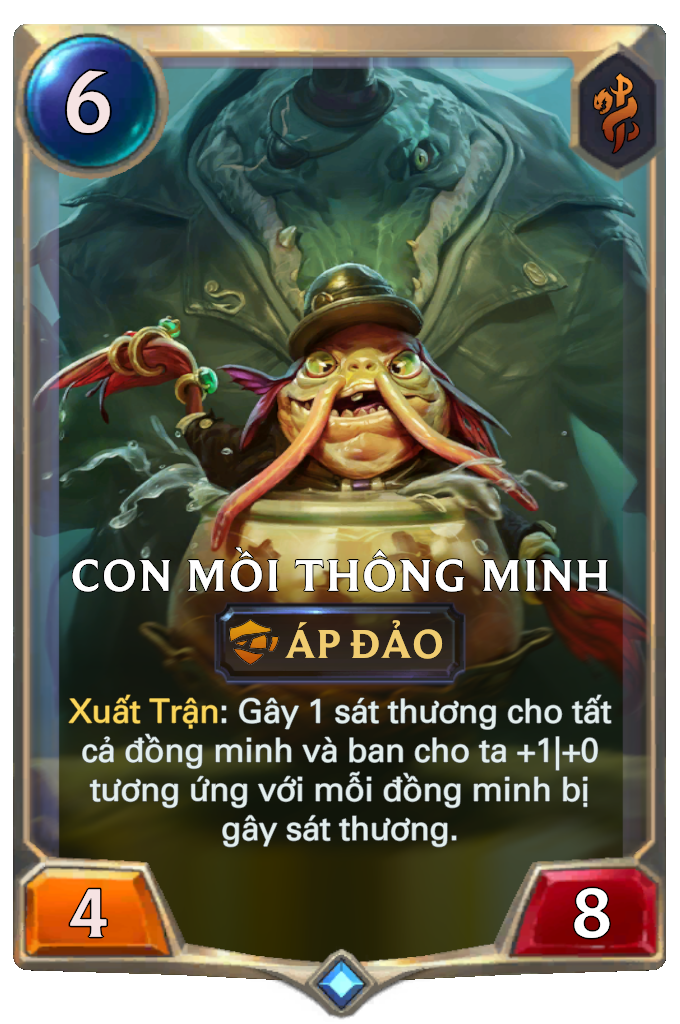 6
CON MỒI THÔNG MINH
ÁP ĐẢO
Xuất Trận: Gây 1 sát thương cho tất
cả đồng minh và ban cho ta +1|+0
tương ứng với mỗi đồng minh bị
gây sát thương.
4
8